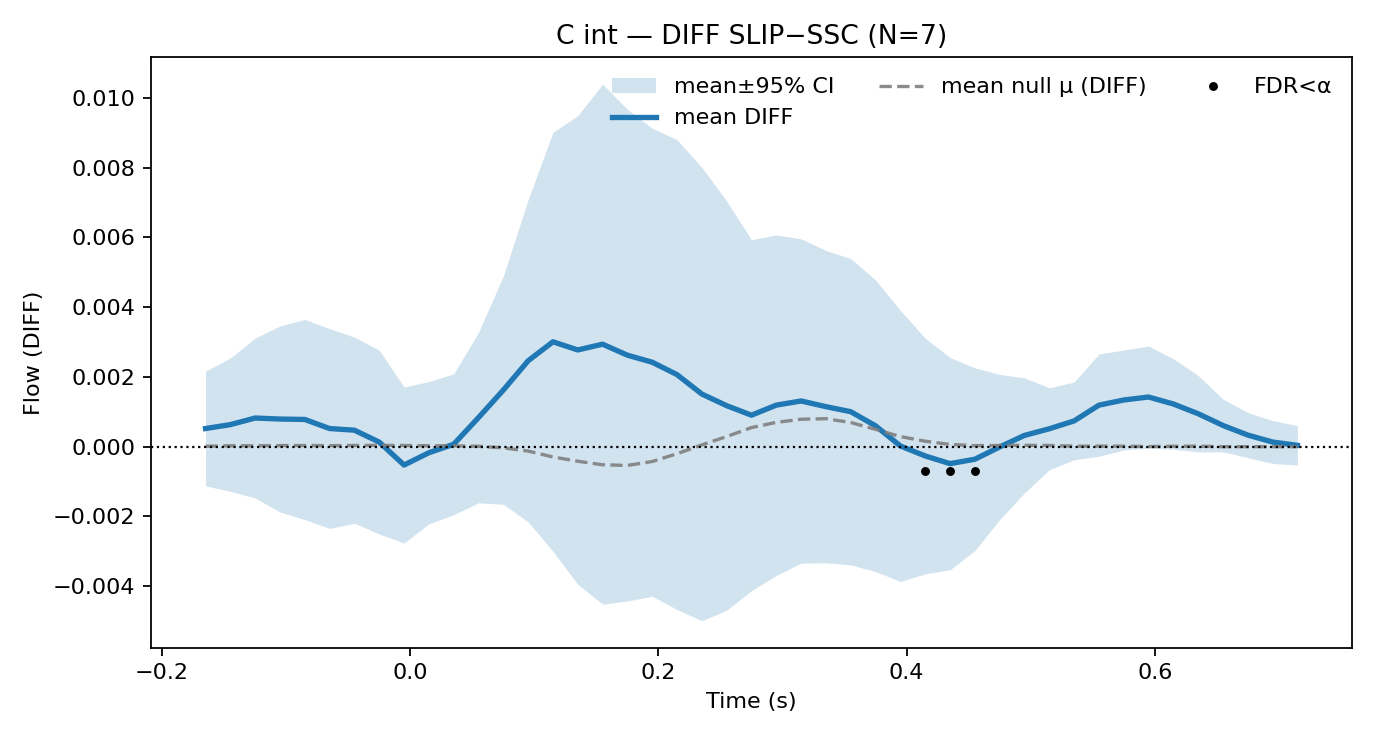 C int — DIFF SLIP−SSC (N=7)
mean±95% CI
mean DIFF
mean null μ (DIFF)
FDR<α
Flow (DIFF)
0.010
0.008
0.006
0.004
0.002
0.000
−0.002
−0.004
−0.2
0.0
0.2
0.4
0.6
Time (s)